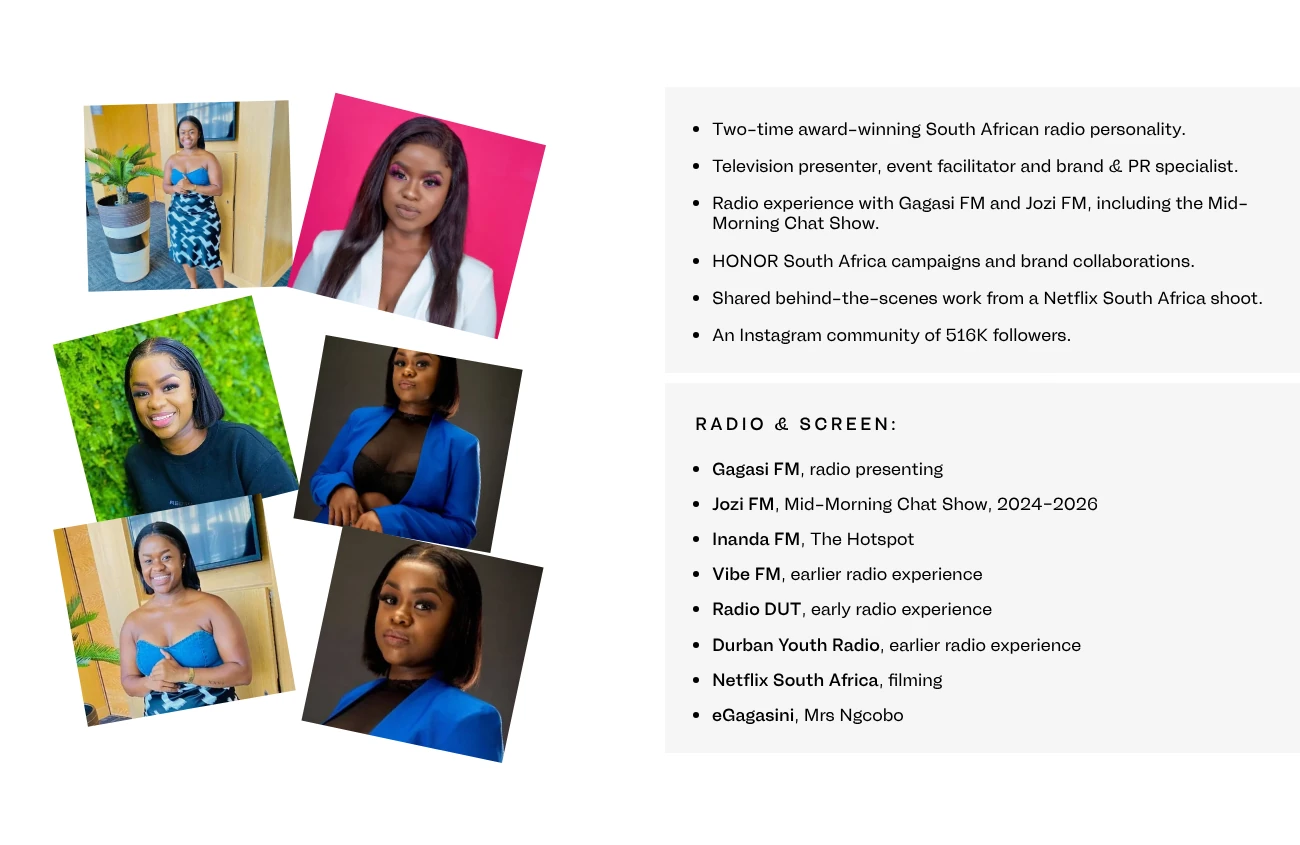 Two-time award-winning South African radio personality.
Television presenter, event facilitator and brand & PR specialist.
Radio experience with Gagasi FM and Jozi FM, including the Mid-
Morning Chat Show.
HONOR South Africa campaigns and brand collaborations.
Shared behind-the-scenes work from a Netflix South Africa shoot.
An Instagram community of 516K followers.
RADIO & SCREEN:
Gagasi FM, radio presenting
Jozi FM, Mid-Morning Chat Show, 2024-2026
Inanda FM, The Hotspot
Vibe FM, earlier radio experience
Radio DUT, early radio experience
Durban Youth Radio, earlier radio experience
Netflix South Africa, filming
eGagasini, Mrs Ngcobo